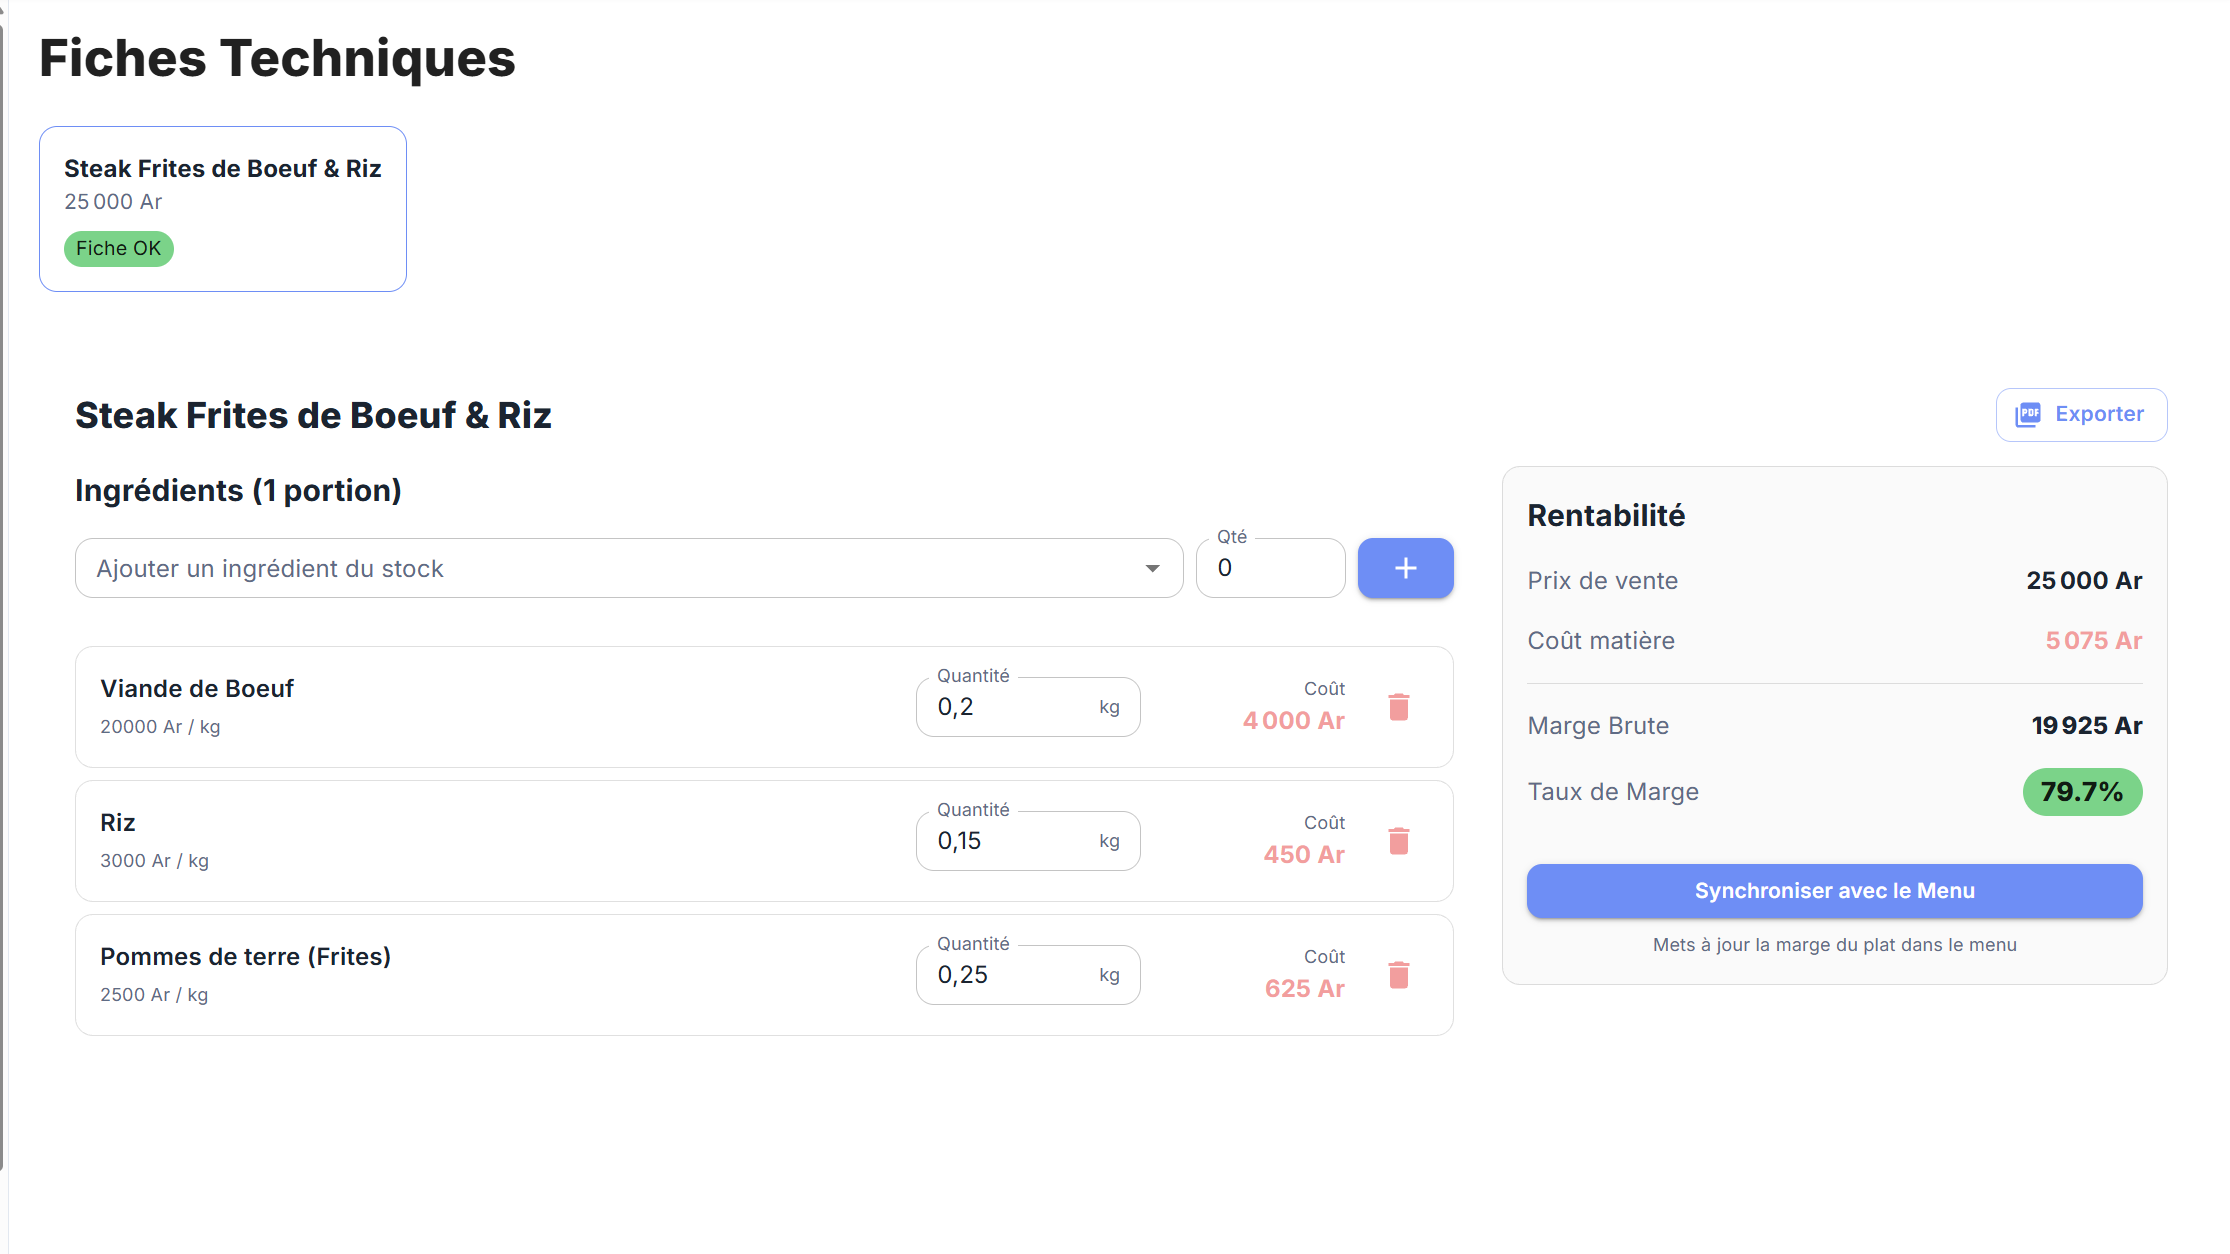 Fiches Techniques
Steak Frites de Boeuf & Riz
25 000 Ar
Fiche OK
Steak Frites de Boeuf & Riz
PDF Exporter
Ingrédients (1 portion)
Ajouter un ingrédient du stock
Qté
0
+
Viande de Boeuf
20000 Ar / kg
Quantité
0,2 kg
Coût
4 000 Ar
Riz
3000 Ar / kg
Quantité
0,15 kg
Coût
450 Ar
Pommes de terre (Frites)
2500 Ar / kg
Quantité
0,25 kg
Coût
625 Ar
Rentabilité
Prix de vente 25 000 Ar
Coût matière 5 075 Ar
Marge Brute 19 925 Ar
Taux de Marge 79.7%
Synchroniser avec le Menu
Mets à jour la marge du plat dans le menu